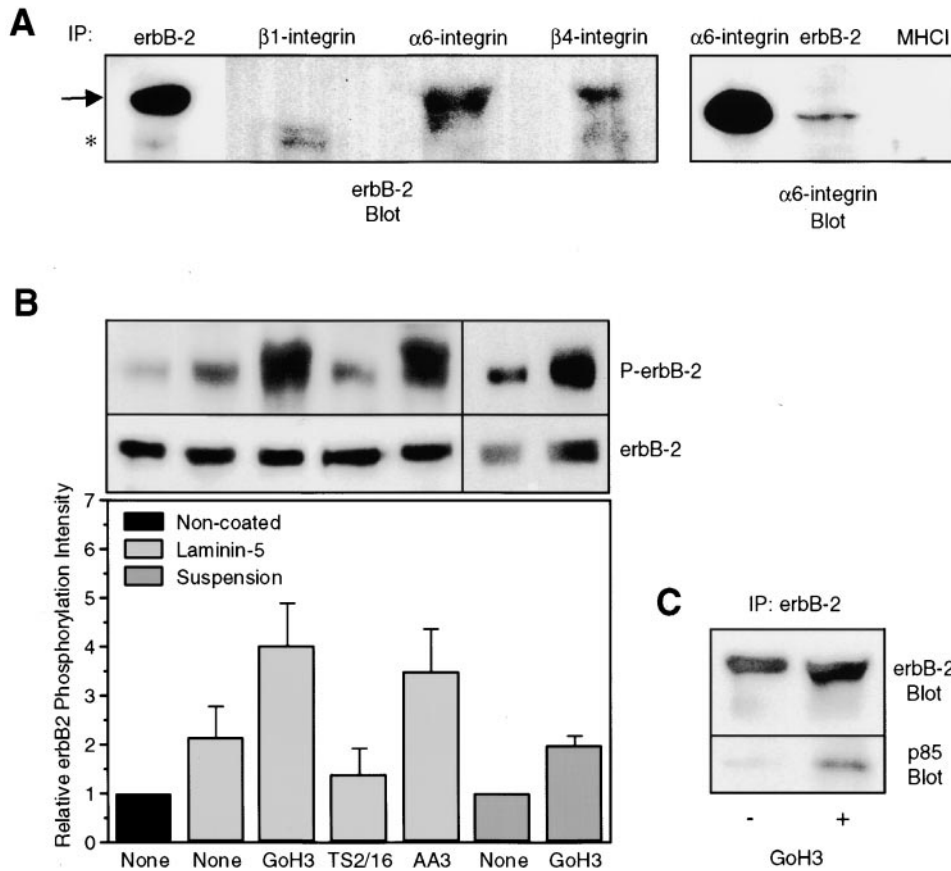 A
IP: erbB-2 β1-integrin α6-integrin β4-integrin α6-integrin erbB-2 MHCI
*
erbB-2
Blot
α6-integrin
Blot
B
P-erbB-2
erbB-2
Relative erbB2 Phosphorylation Intensity
7
6
5
4
3
2
1
0
Non-coated
Laminin-5
Suspension
None None GoH3 TS2/16 AA3 None GoH3
C
IP: erbB-2
erbB-2
Blot
p85
Blot
- +
GoH3